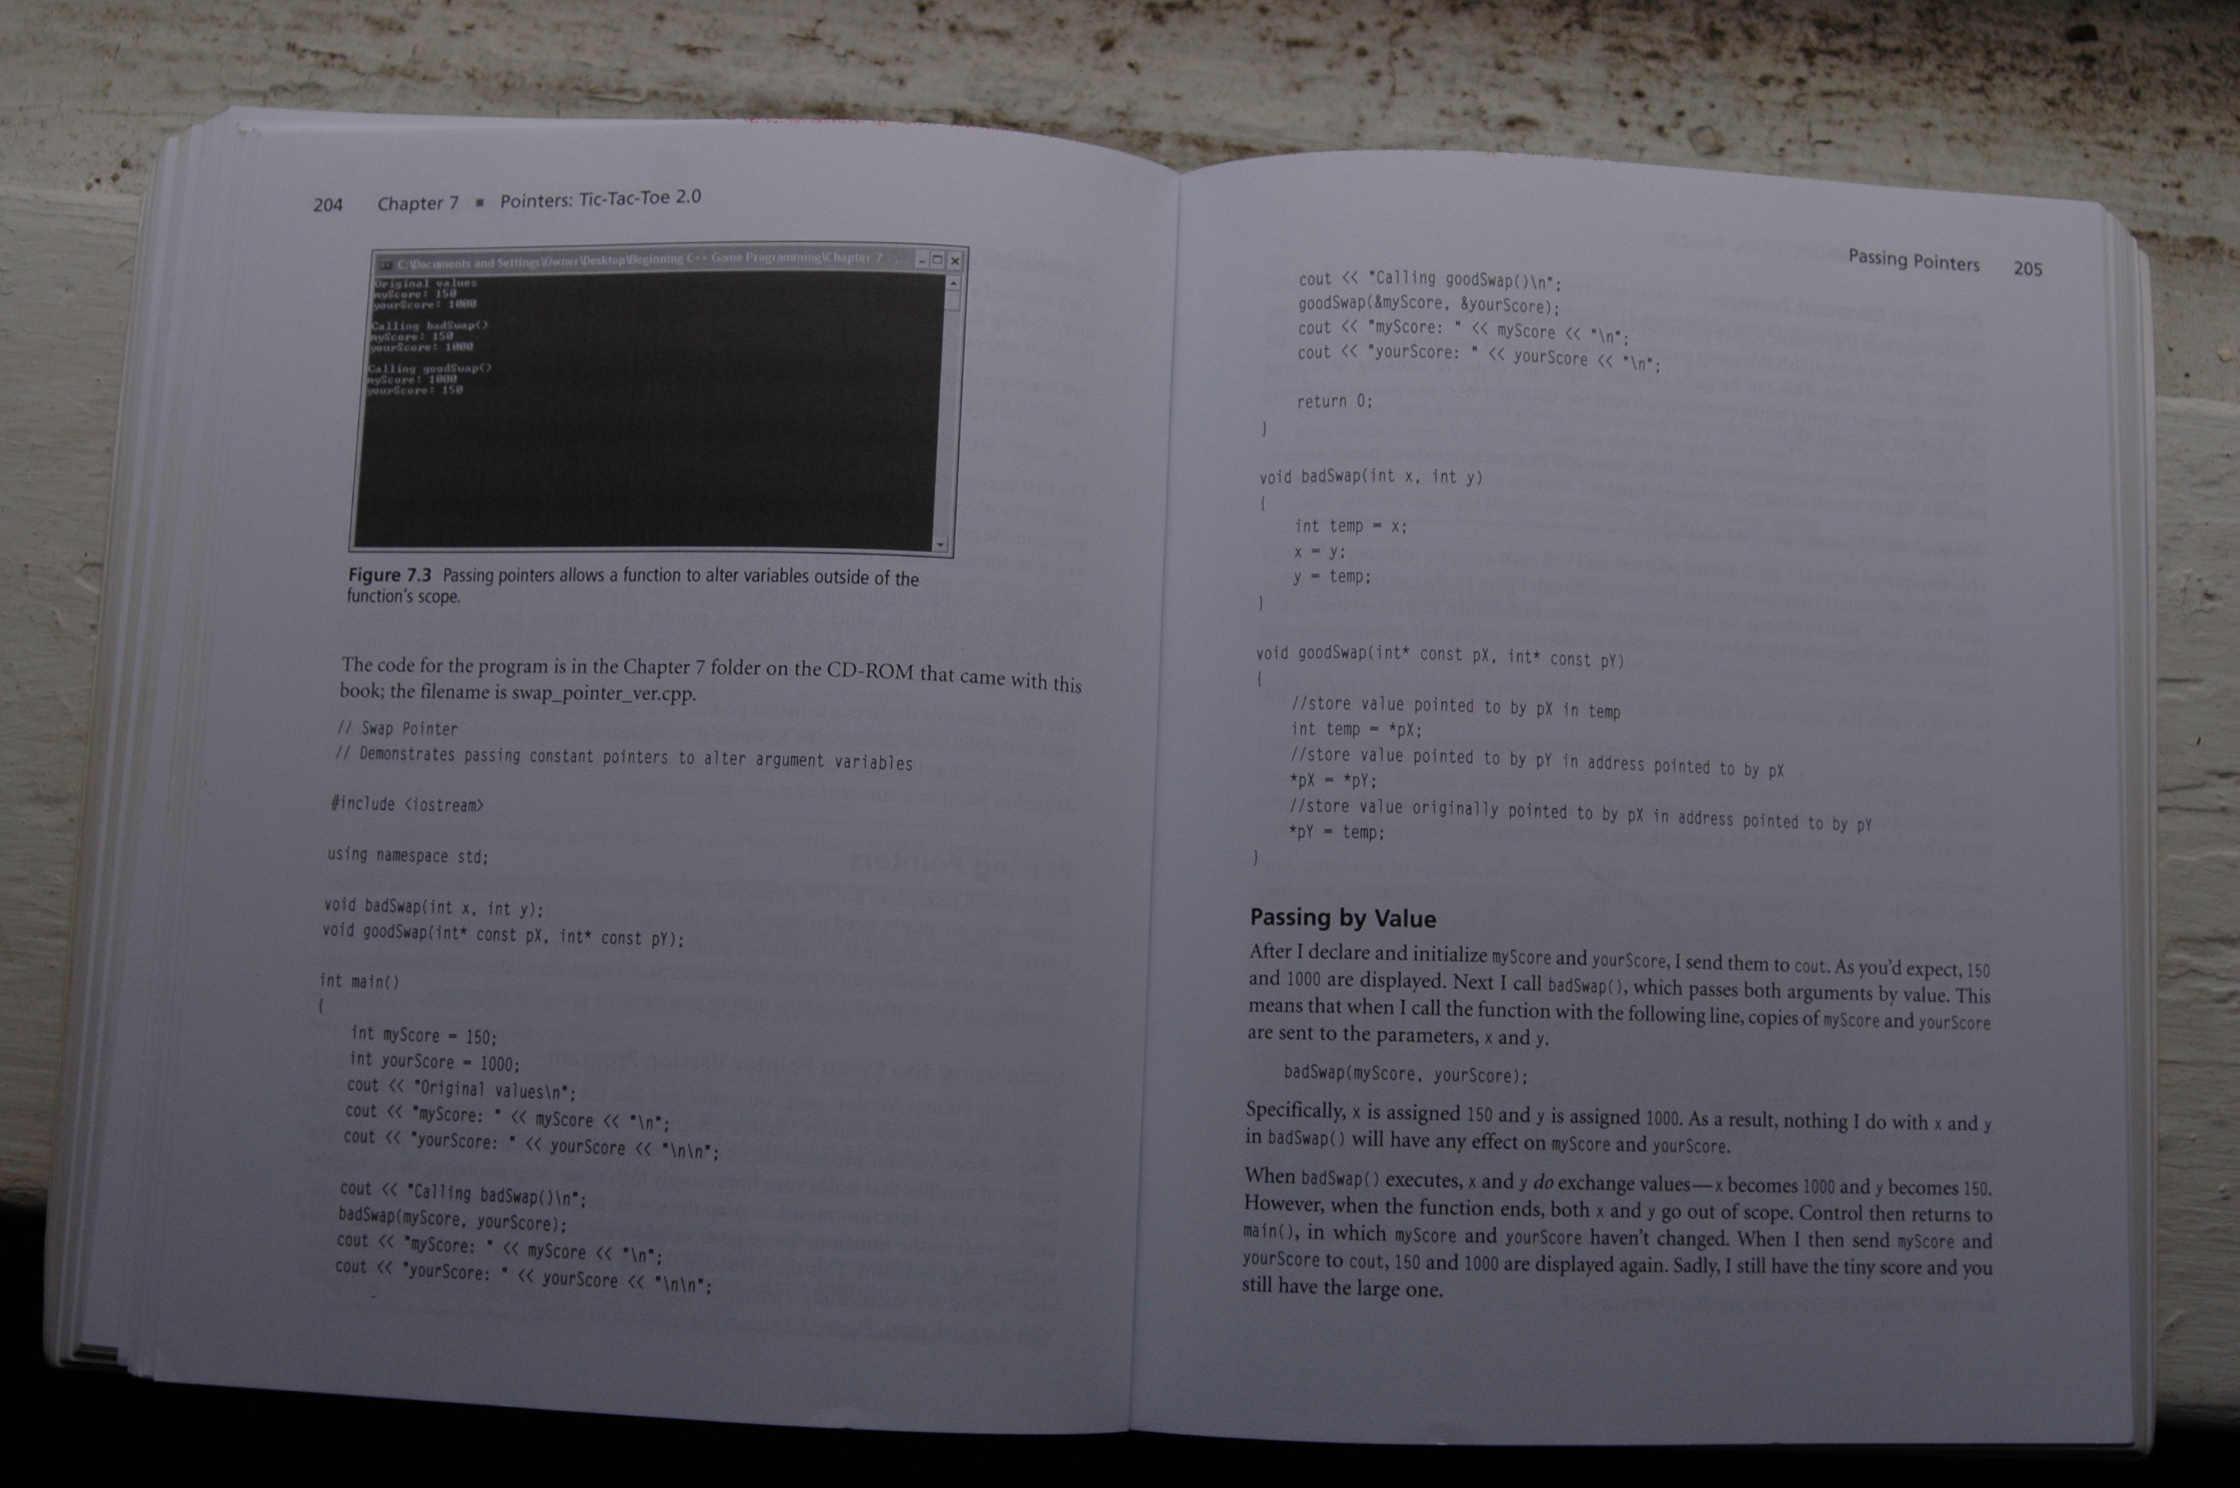 204 Chapter 7 ■ Pointers: Tic-Tac-Toe 2.0
C:\Documents and Settings\Owner\Desktop\Beginning C++ Game Programming\Chapter 7 - ...
Original values
myScore: 150
yourScore: 1000
Calling badSwap()
myScore: 150
yourScore: 1000
Calling goodSwap()
myScore: 1000
yourScore: 150
Figure 7.3 Passing pointers allows a function to alter variables outside of the
function's scope.
The code for the program is in the Chapter 7 folder on the CD-ROM that came with this
book; the filename is swap_pointer_ver.cpp.
// Swap Pointer
// Demonstrates passing constant pointers to alter argument variables
#include <iostream>
using namespace std;
void badSwap(int x, int y);
void goodSwap(int* const pX, int* const pY);
int main()
{
int myScore = 150;
int yourScore = 1000;
cout << "Original values\n";
cout << "myScore: " << myScore << "\n";
cout << "yourScore: " << yourScore << "\n\n";
cout << "Calling badSwap()\n";
badSwap(myScore, yourScore);
cout << "myScore: " << myScore << "\n";
cout << "yourScore: " << yourScore << "\n\n";
Passing Pointers 205
cout << "Calling goodSwap()\n";
goodSwap(&myScore, &yourScore);
cout << "myScore: " << myScore << "\n";
cout << "yourScore: " << yourScore << "\n";
return 0;
}
void badSwap(int x, int y)
{
int temp = x;
x = y;
y = temp;
}
void goodSwap(int* const pX, int* const pY)
{
//store value pointed to by pX in temp
int temp = *pX;
//store value pointed to by pY in address pointed to by pX
*pX = *pY;
//store value originally pointed to by pX in address pointed to by pY
*pY = temp;
}
Passing by Value
After I declare and initialize myScore and yourScore, I send them to cout. As you'd expect, 150
and 1000 are displayed. Next I call badSwap(), which passes both arguments by value. This
means that when I call the function with the following line, copies of myScore and yourScore
are sent to the parameters, x and y.
badSwap(myScore, yourScore);
Specifically, x is assigned 150 and y is assigned 1000. As a result, nothing I do with x and y
in badSwap() will have any effect on myScore and yourScore.
When badSwap() executes, x and y do exchange values—x becomes 1000 and y becomes 150.
However, when the function ends, both x and y go out of scope. Control then returns to
main(), in which myScore and yourScore haven't changed. When I then send myScore and
yourScore to cout, 150 and 1000 are displayed again. Sadly, I still have the tiny score and you
still have the large one.